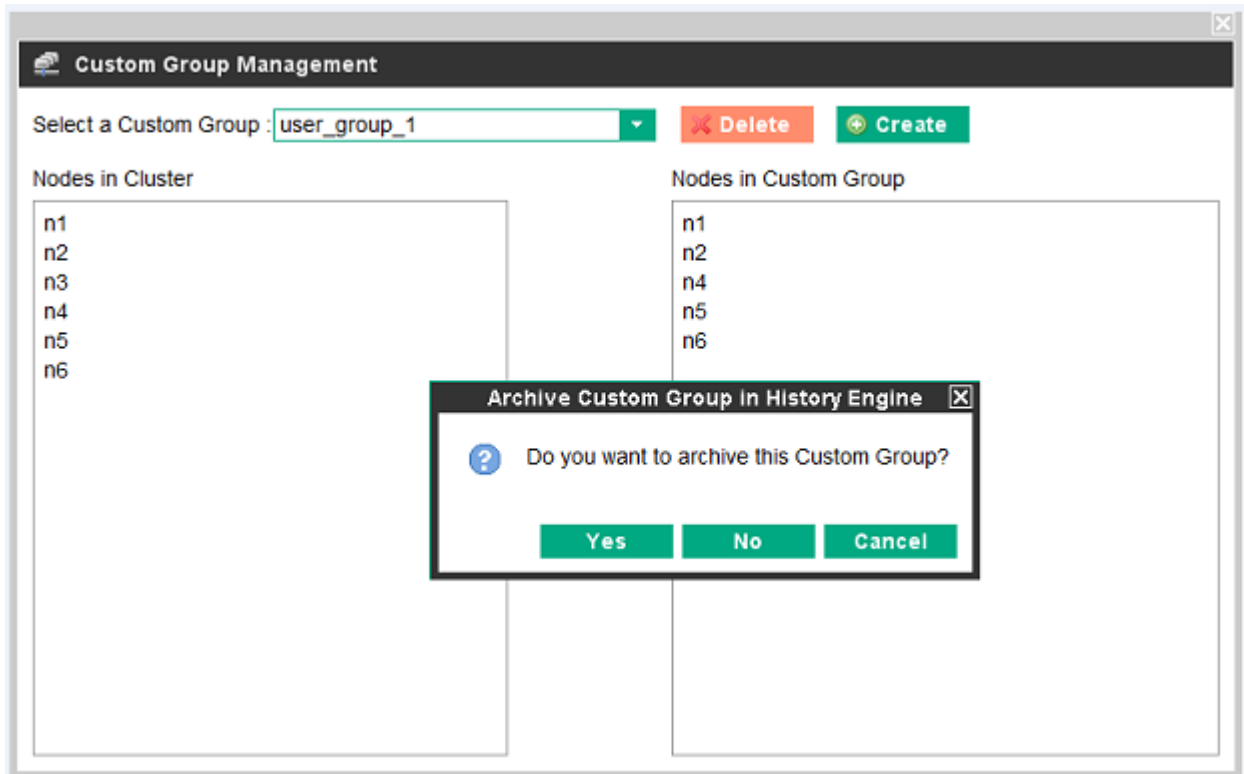 Custom Group Management
Select a Custom Group : user_group_1 Delete Create
Nodes in Cluster Nodes in Custom Group
n1 n1
n2 n2
n3 n4
n4 n5
n5 n6
n6
Archive Custom Group in History Engine
Do you want to archive this Custom Group?
Yes No Cancel